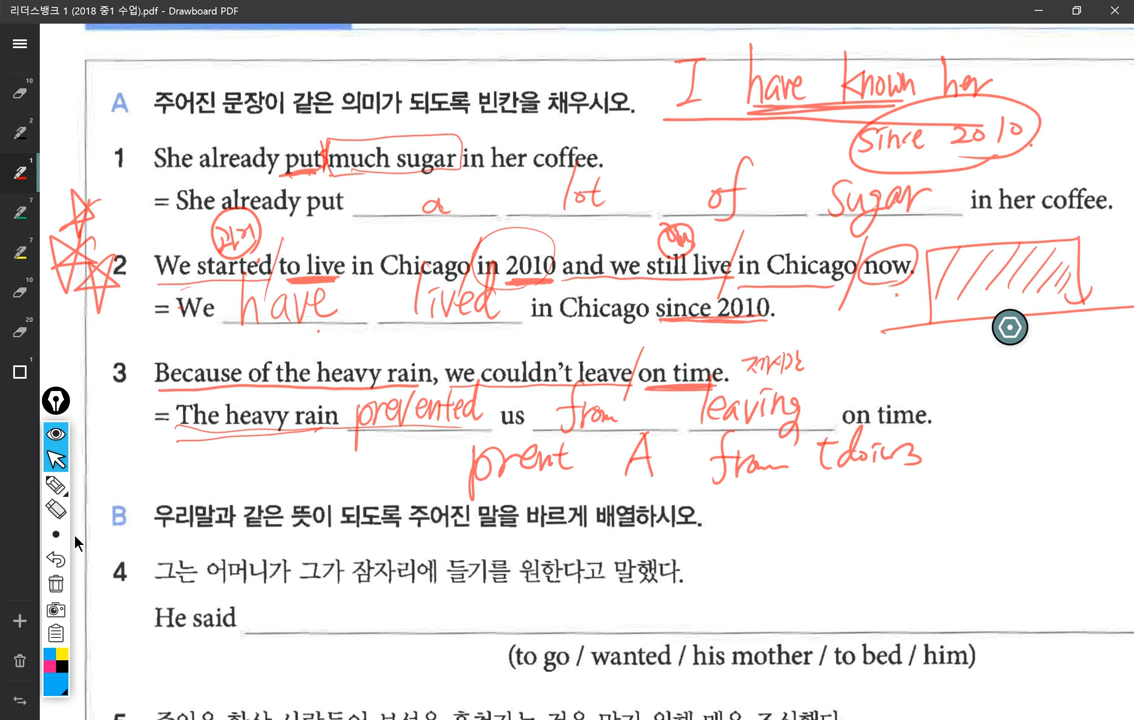 리더스뱅크 1 (2018 중1 수업).pdf - Drawboard PDF
I have known her
since 2010
A 주어진 문장이 같은 의미가 되도록 빈칸을 채우시오.
1 She already put much sugar in her coffee.
= She already put a lot of sugar in her coffee.
과거
2 We started to live in Chicago in 2010 and we still live in Chicago now.
= We have lived in Chicago since 2010.
3 Because of the heavy rain, we couldn't leave on time. 제시간
= The heavy rain prevented us from leaving on time.
prent A from
B 우리말과 같은 뜻이 되도록 주어진 말을 바르게 배열하시오.
4 그는 어머니가 그가 잠자리에 들기를 원한다고 말했다.
He said
(to go / wanted / his mother / to bed / him)